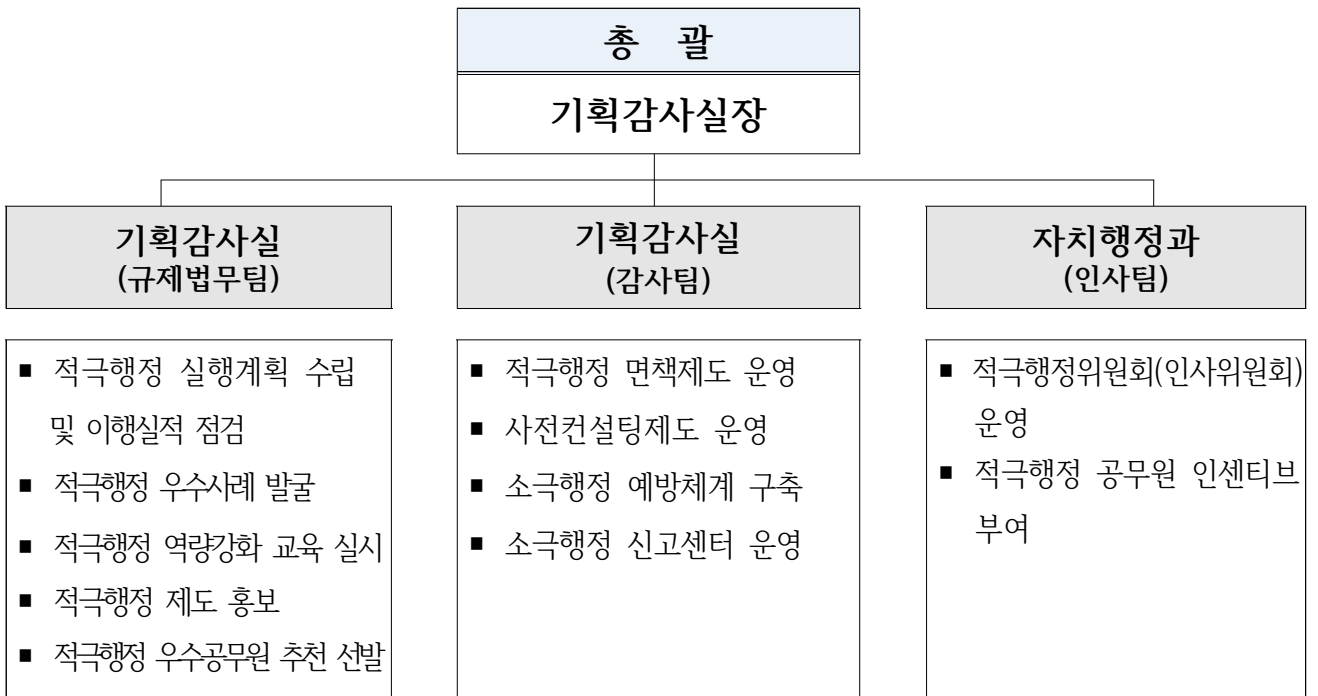 총 괄
기획감사실장
기획감사실
(규제법무팀)
■ 적극행정 실행계획 수립
및 이행실적 점검
■ 적극행정 우수사례 발굴
■ 적극행정 역량강화 교육 실시
■ 적극행정 제도 홍보
■ 적극행정 우수공무원 추천 선발
기획감사실
(감사팀)
■ 적극행정 면책제도 운영
■ 사전컨설팅제도 운영
■ 소극행정 예방체계 구축
■ 소극행정 신고센터 운영
자치행정과
(인사팀)
■ 적극행정위원회(인사위원회)
운영
■ 적극행정 공무원 인센티브
부여